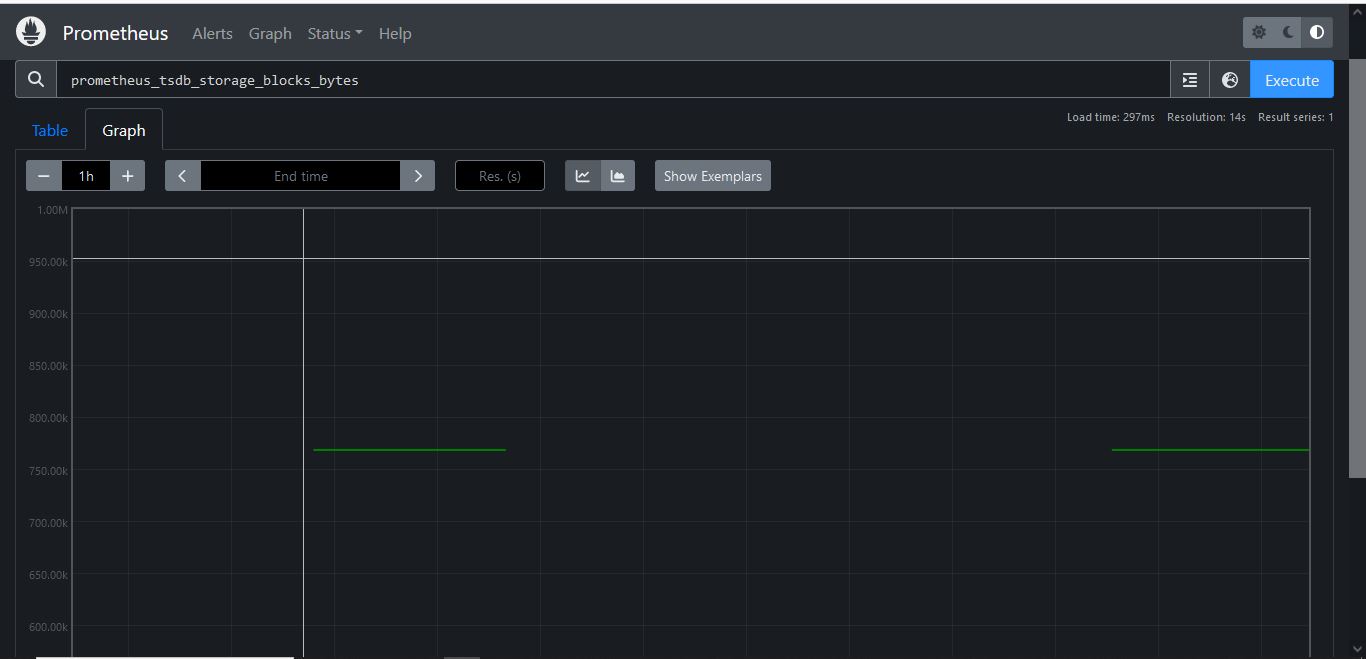 Prometheus Alerts Graph Status Help
prometheus_tsdb_storage_blocks_bytes Execute
Table Graph Load time: 297ms Resolution: 14s Result series: 1
1h End time Res. (s) Show Exemplars
1.00M
950.00k
900.00k
850.00k
800.00k
750.00k
700.00k
650.00k
600.00k